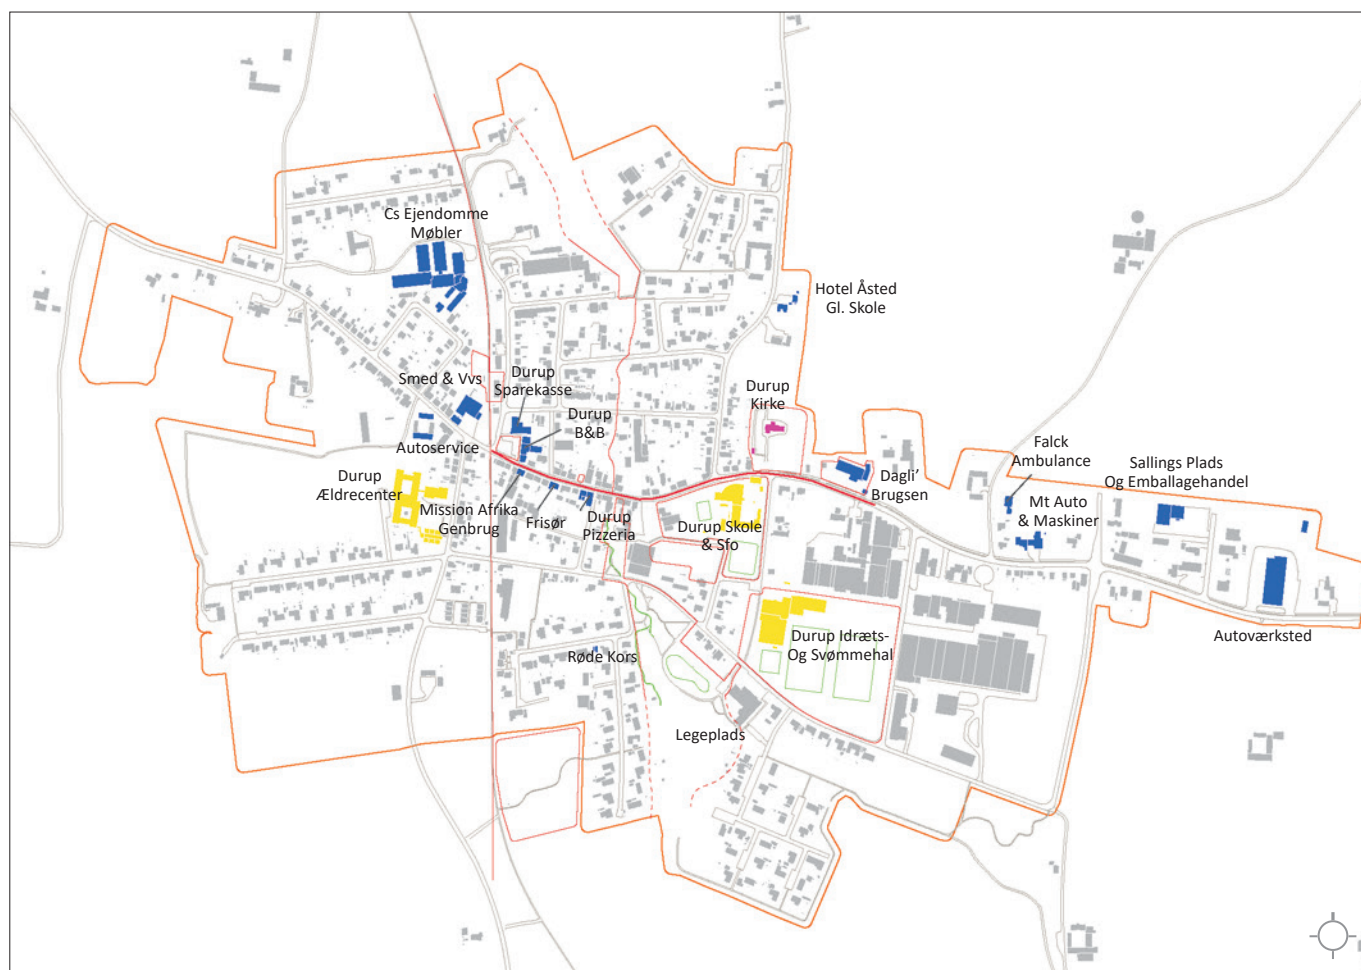 Cs Ejendomme
Møbler
Hotel Åsted
Gl. Skole
Smed & Vvs
Durup
Sparekasse
Durup
Kirke
Durup
B&B
Autoservice
Falck
Ambulance
Dagli'
Brugsen
Sallings Plads
Og Emballagehandel
Durup
Ældrecenter
Mt Auto
& Maskiner
Mission Afrika
Genbrug
Frisør
Durup
Pizzeria
Durup Skole
& Sfo
Autoværksted
Durup Idræts-
Og Svømmehal
Røde Kors
Legeplads